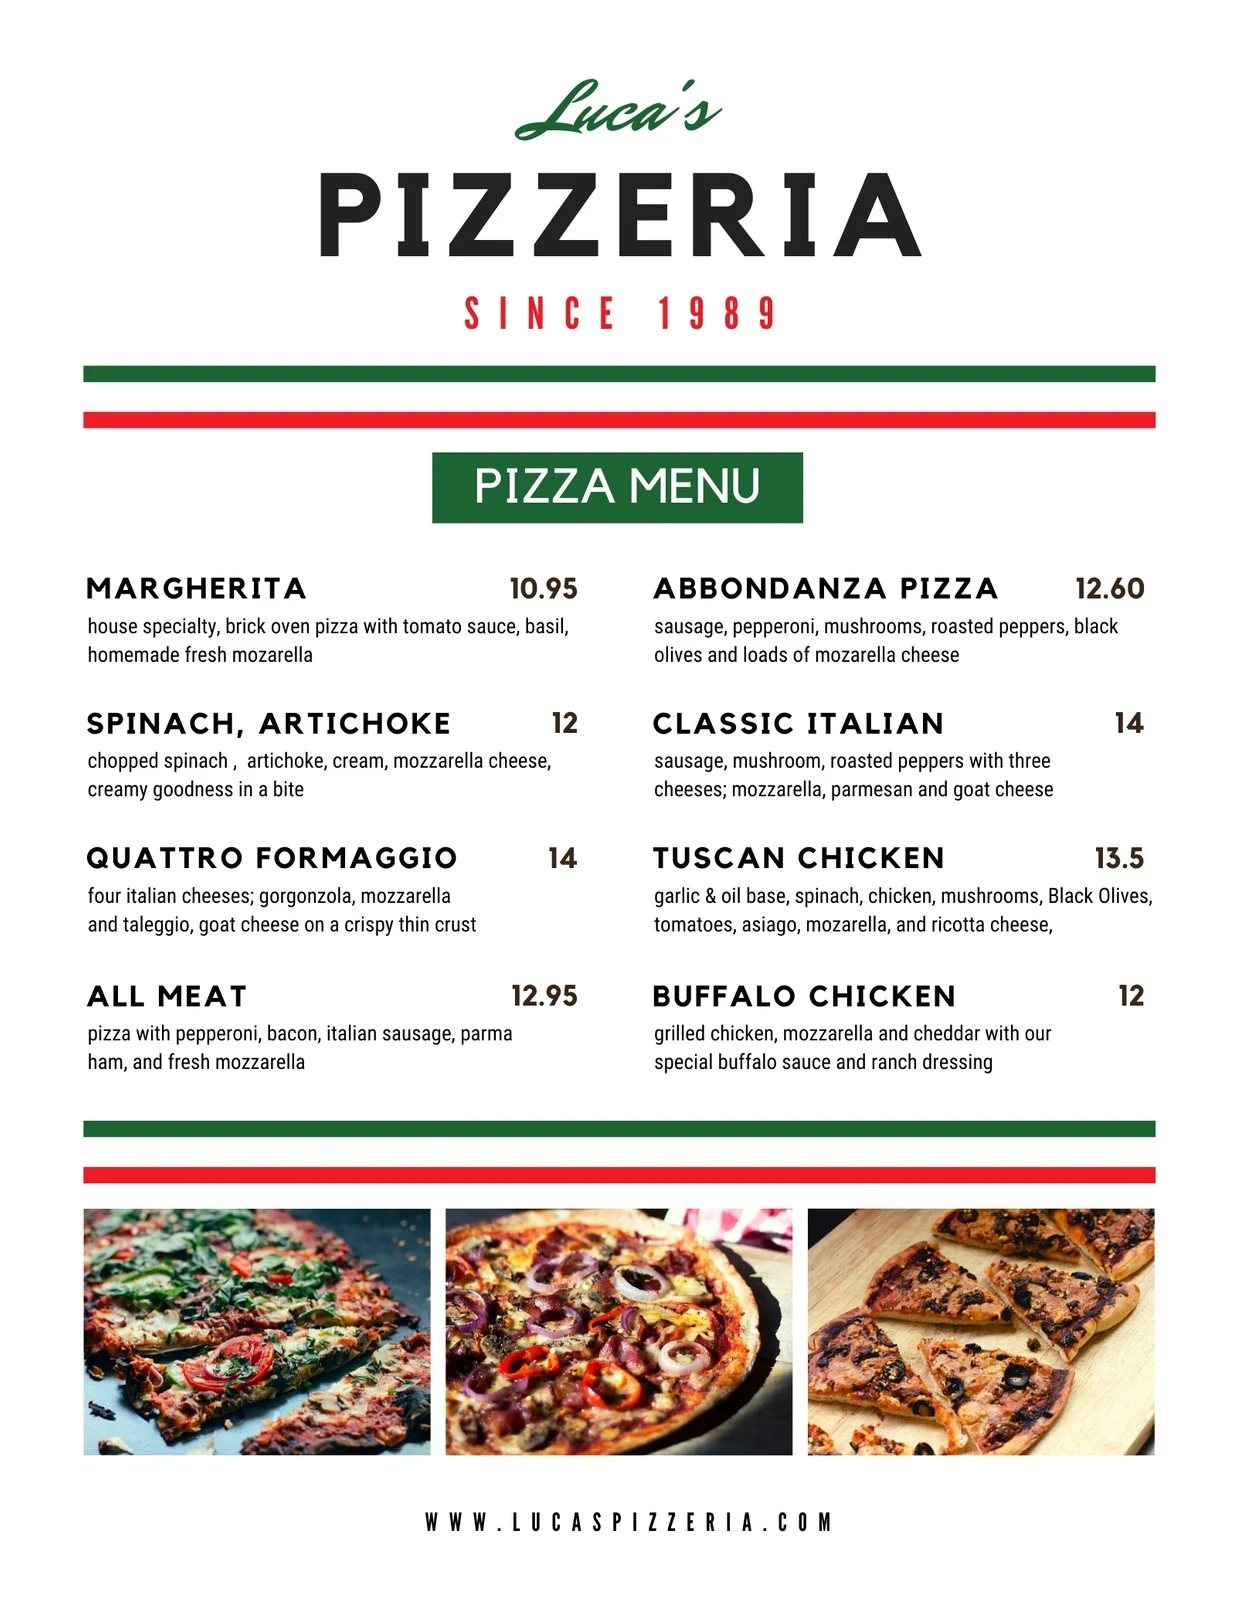 Luca's
PIZZERIA
SINCE 1989
PIZZA MENU
MARGHERITA 10.95
house specialty, brick oven pizza with tomato sauce, basil,
homemade fresh mozarella
SPINACH, ARTICHOKE 12
chopped spinach , artichoke, cream, mozzarella cheese,
creamy goodness in a bite
QUATTRO FORMAGGIO 14
four italian cheeses; gorgonzola, mozzarella
and taleggio, goat cheese on a crispy thin crust
ALL MEAT 12.95
pizza with pepperoni, bacon, italian sausage, parma
ham, and fresh mozzarella
ABBONDANZA PIZZA 12.60
sausage, pepperoni, mushrooms, roasted peppers, black
olives and loads of mozarella cheese
CLASSIC ITALIAN 14
sausage, mushroom, roasted peppers with three
cheeses; mozzarella, parmesan and goat cheese
TUSCAN CHICKEN 13.5
garlic & oil base, spinach, chicken, mushrooms, Black Olives,
tomatoes, asiago, mozarella, and ricotta cheese,
BUFFALO CHICKEN 12
grilled chicken, mozzarella and cheddar with our
special buffalo sauce and ranch dressing
WWW.LUCASPIZZERIA.COM